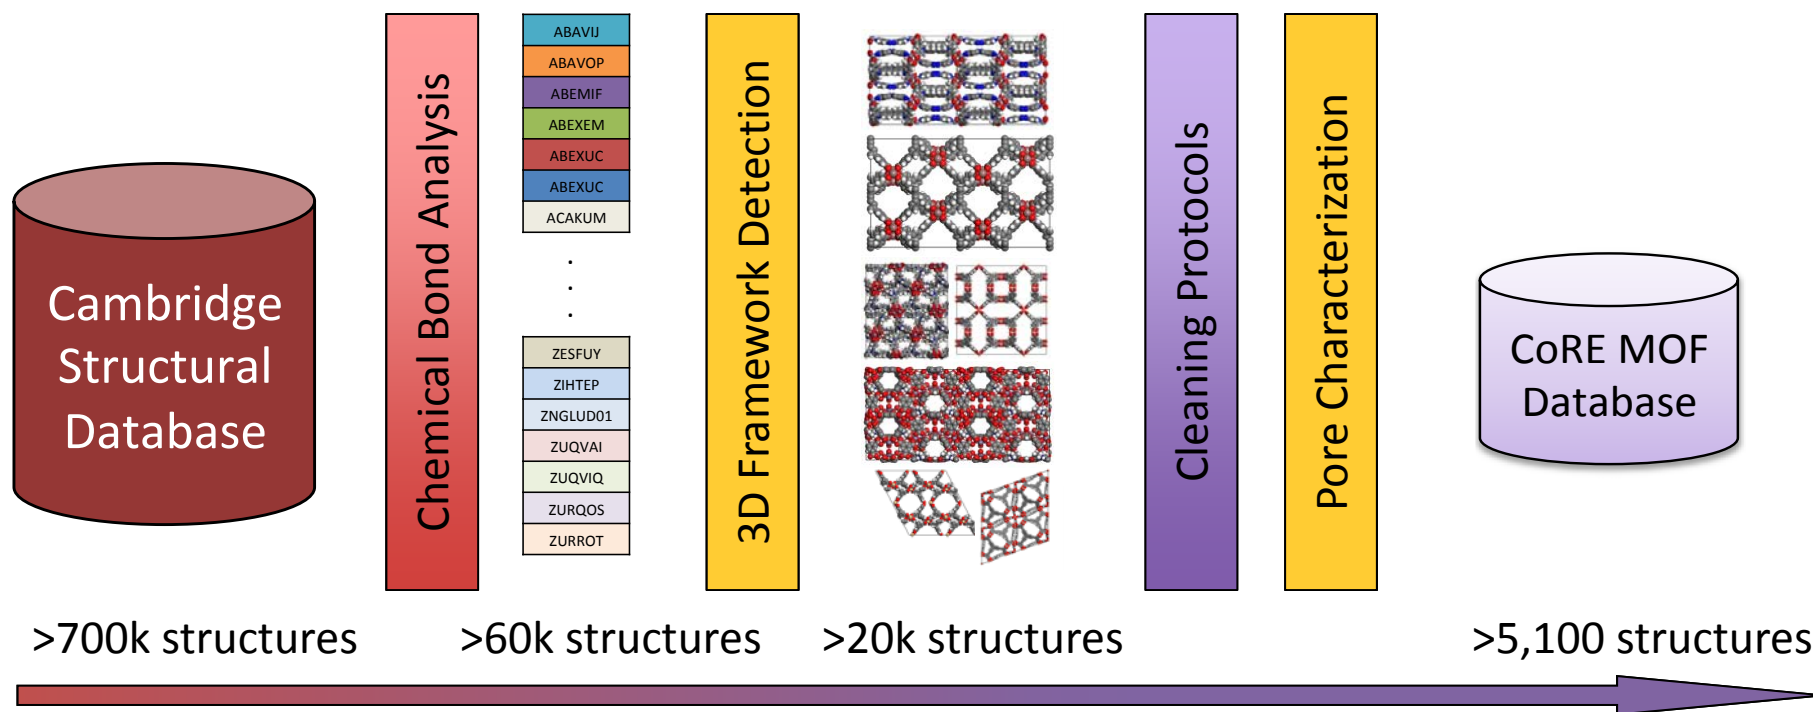 Cambridge
Structural
Database
Chemical Bond Analysis
ABAVIJ
ABAVOP
ABEMIF
ABEXEM
ABEXUC
ABEXUC
ACAKUM
.
.
.
ZESFUY
ZIHTEP
ZNGLUD01
ZUQVAI
ZUQVIQ
ZURQOS
ZURROT
3D Framework Detection
Cleaning Protocols
Pore Characterization
CoRE MOF
Database
>700k structures
>60k structures
>20k structures
>5,100 structures